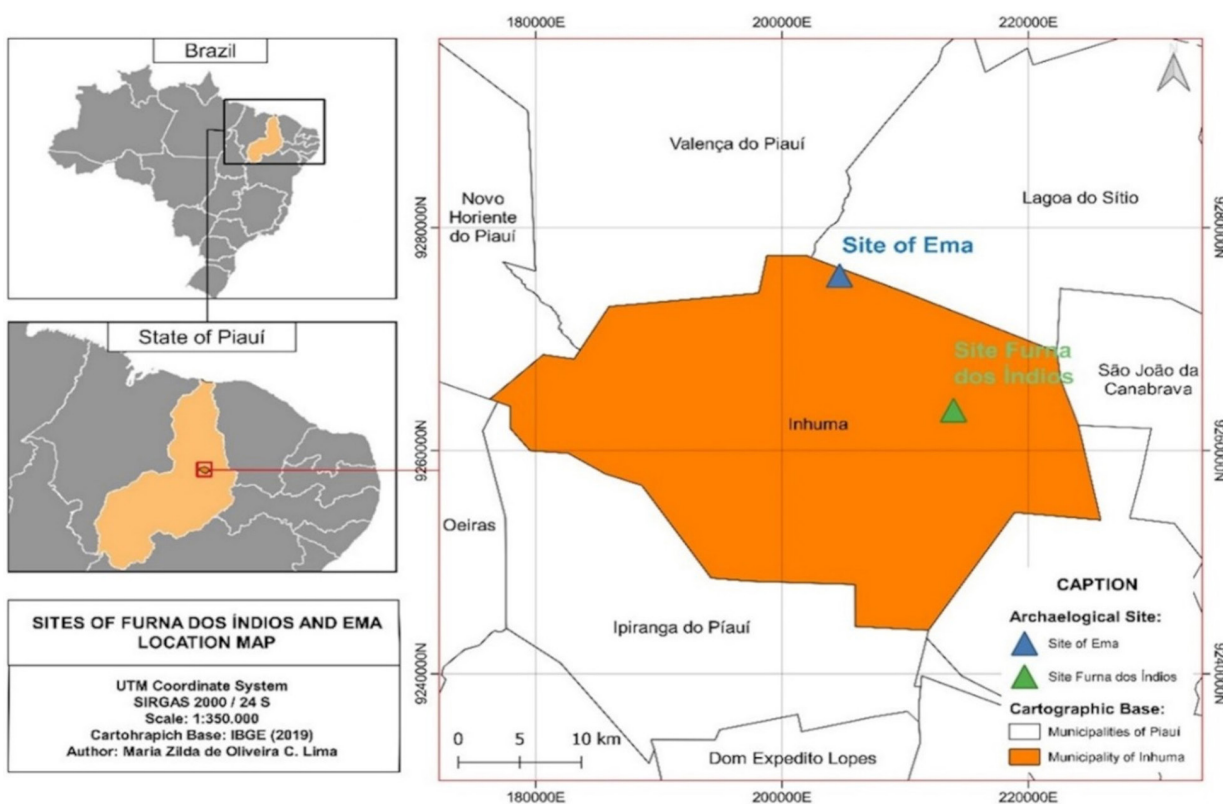 Brazil
State of Piauí
SITES OF FURNA DOS ÍNDIOS AND EMA
LOCATION MAP
UTM Coordinate System
SIRGAS 2000 / 24 S
Scale: 1:350.000
Cartohrapich Base: IBGE (2019)
Author: Maria Zilda de Oliveira C. Lima
180000E
200000E
220000E
N
9280000N
9280000N
9260000N
9260000N
9240000N
9240000N
Valença do Piauí
Novo
Horiente
do Piauí
Lagoa do Sítio
Site of Ema
Site Furna
dos Índios
São João da
Canabrava
Inhuma
Oeiras
Ipiranga do Píauí
Dom Expedito Lopes
0 5 10 km
CAPTION
Archaelogical Site:
Site of Ema
Site Furna dos Índios
Cartographic Base:
Municipalities of Piauí
Municipality of Inhuma
180000E
200000E
220000E